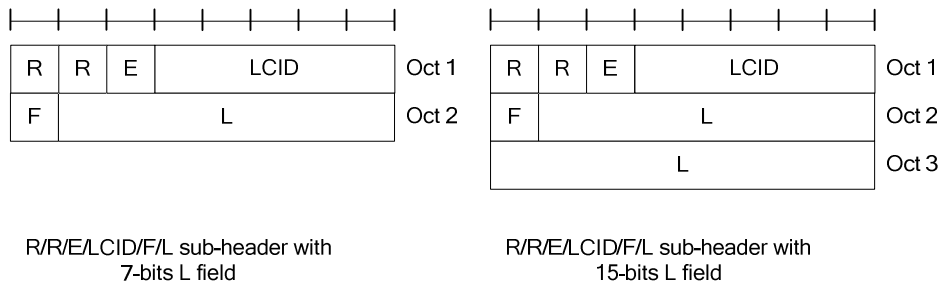 R R E LCID Oct 1
F L Oct 2
R/R/E/LCID/F/L sub-header with
7-bits L field
R R E LCID Oct 1
F L Oct 2
L Oct 3
R/R/E/LCID/F/L sub-header with
15-bits L field